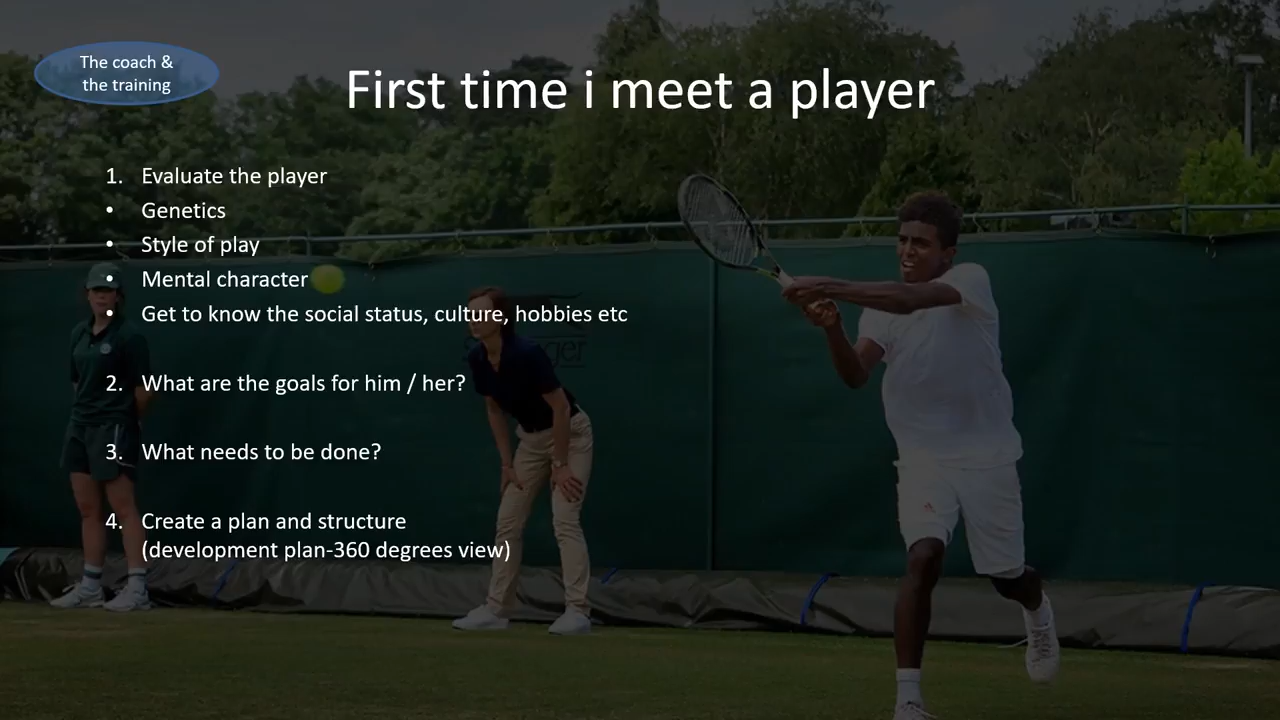 The coach &
the training
First time i meet a player
1. Evaluate the player
• Genetics
• Style of play
• Mental character
• Get to know the social status, culture, hobbies etc
2. What are the goals for him / her?
3. What needs to be done?
4. Create a plan and structure
(development plan-360 degrees view)